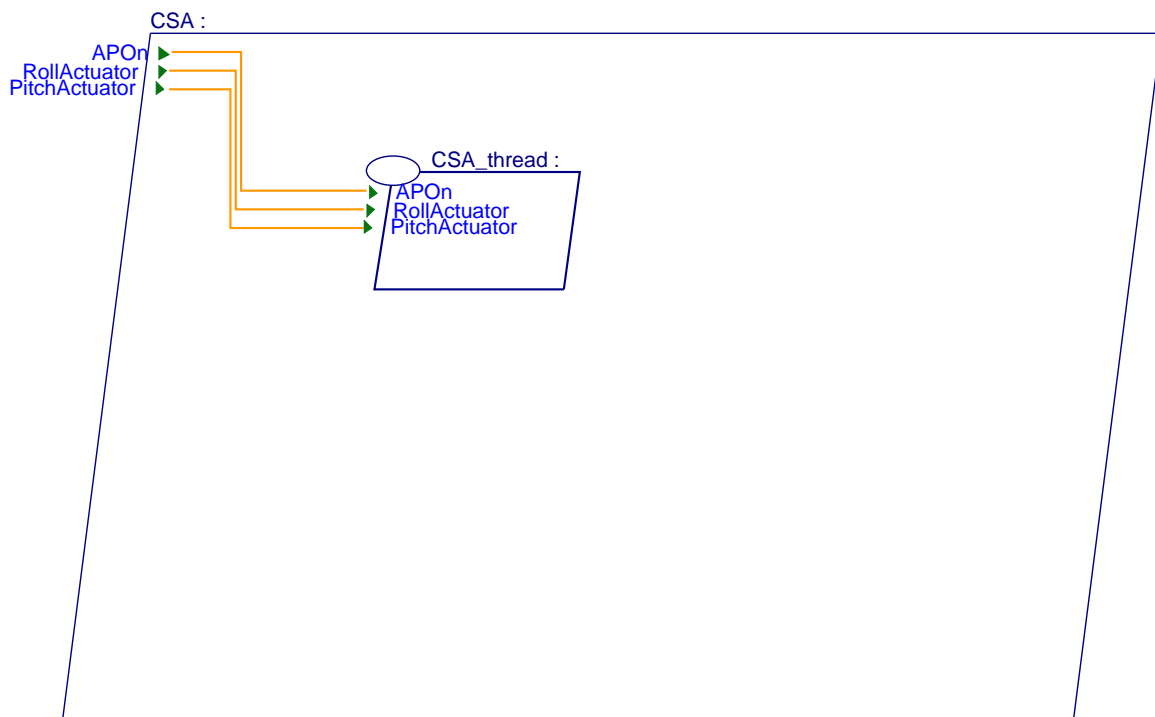 CSA :
APOn
RollActuator
PitchActuator
CSA_thread :
APOn
RollActuator
PitchActuator